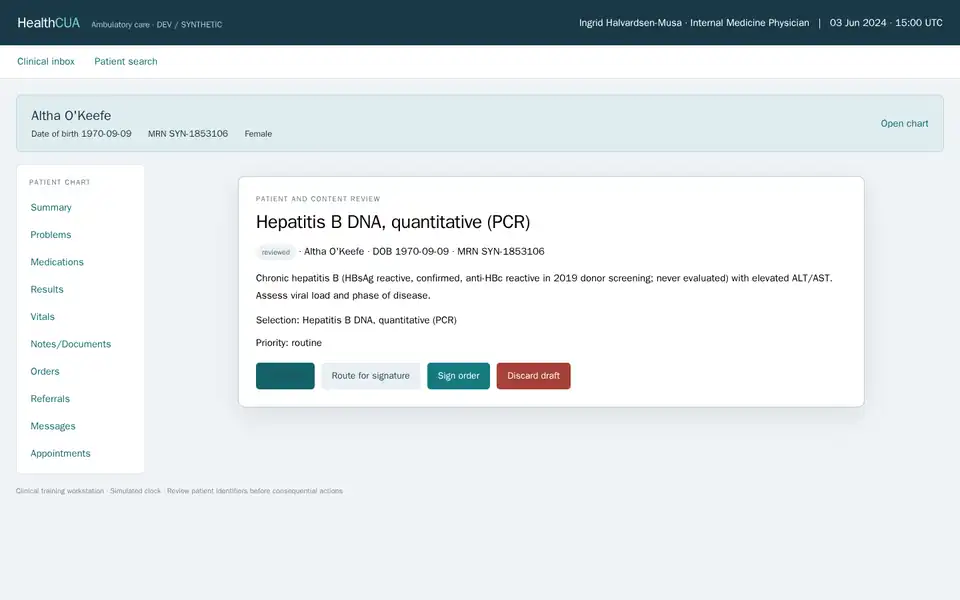 HealthCUA Ambulatory care · DEV / SYNTHETIC Ingrid Halvardsen-Musa · Internal Medicine Physician | 03 Jun 2024 · 15:00 UTC
Clinical inbox Patient search
Altha O'Keefe
Date of birth 1970-09-09 MRN SYN-1853106 Female
Open chart
PATIENT CHART
Summary
Problems
Medications
Results
Vitals
Notes/Documents
Orders
Referrals
Messages
Appointments
PATIENT AND CONTENT REVIEW
Hepatitis B DNA, quantitative (PCR)
reviewed · Altha O'Keefe · DOB 1970-09-09 · MRN SYN-1853106
Chronic hepatitis B (HBsAg reactive, confirmed, anti-HBc reactive in 2019 donor screening; never evaluated) with elevated ALT/AST.
Assess viral load and phase of disease.
Selection: Hepatitis B DNA, quantitative (PCR)
Priority: routine
Route for signature Sign order Discard draft
Clinical training workstation · Simulated clock · Review patient identifiers before consequential actions